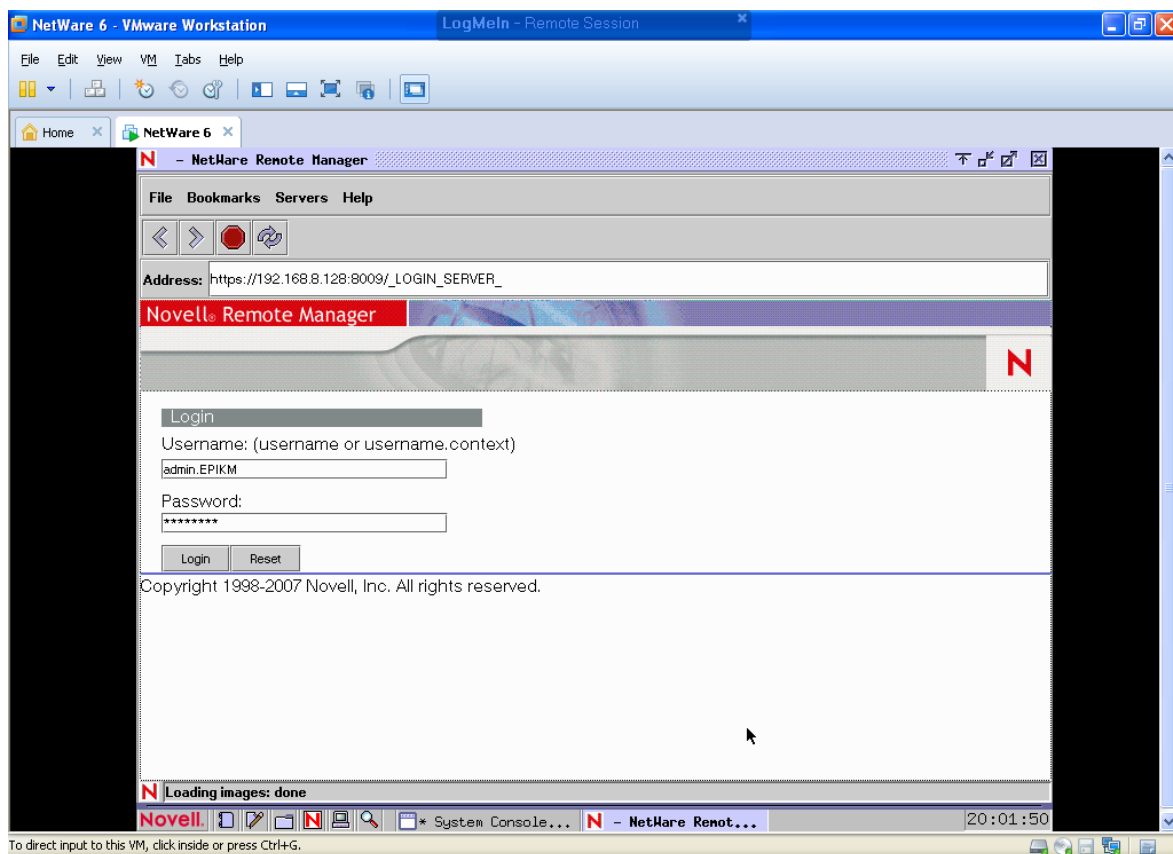 NetWare 6 - VMware Workstation
LogMeIn - Remote Session
File Edit View VM Tabs Help
Home
NetWare 6
N - NetWare Remote Manager
File Bookmarks Servers Help
Address: https://192.168.8.128:8009/_LOGIN_SERVER_
Novell® Remote Manager
N
Login
Username: (username or username.context)
admin.EPIKM
Password:
********
Login Reset
Copyright 1998-2007 Novell, Inc. All rights reserved.
N Loading images: done
Novell. N * System Console... N - NetWare Remot... 20:01:50
To direct input to this VM, click inside or press Ctrl+G.